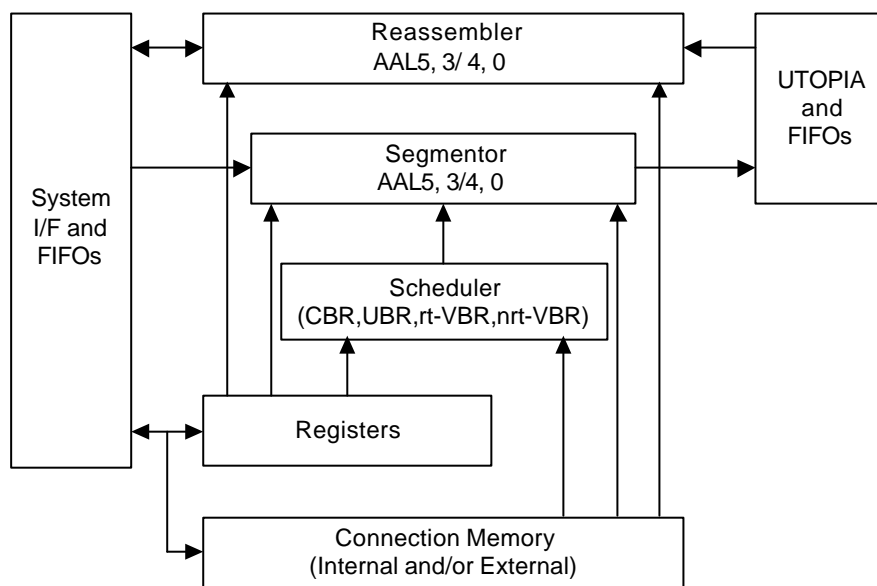 Reassembler
AAL5, 3/ 4, 0
UTOPIA
and
FIFOs
Segmentor
AAL5, 3/4, 0
System
I/F and
FIFOs
Scheduler
(CBR,UBR,rt-VBR,nrt-VBR)
Registers
Connection Memory
(Internal and/or External)